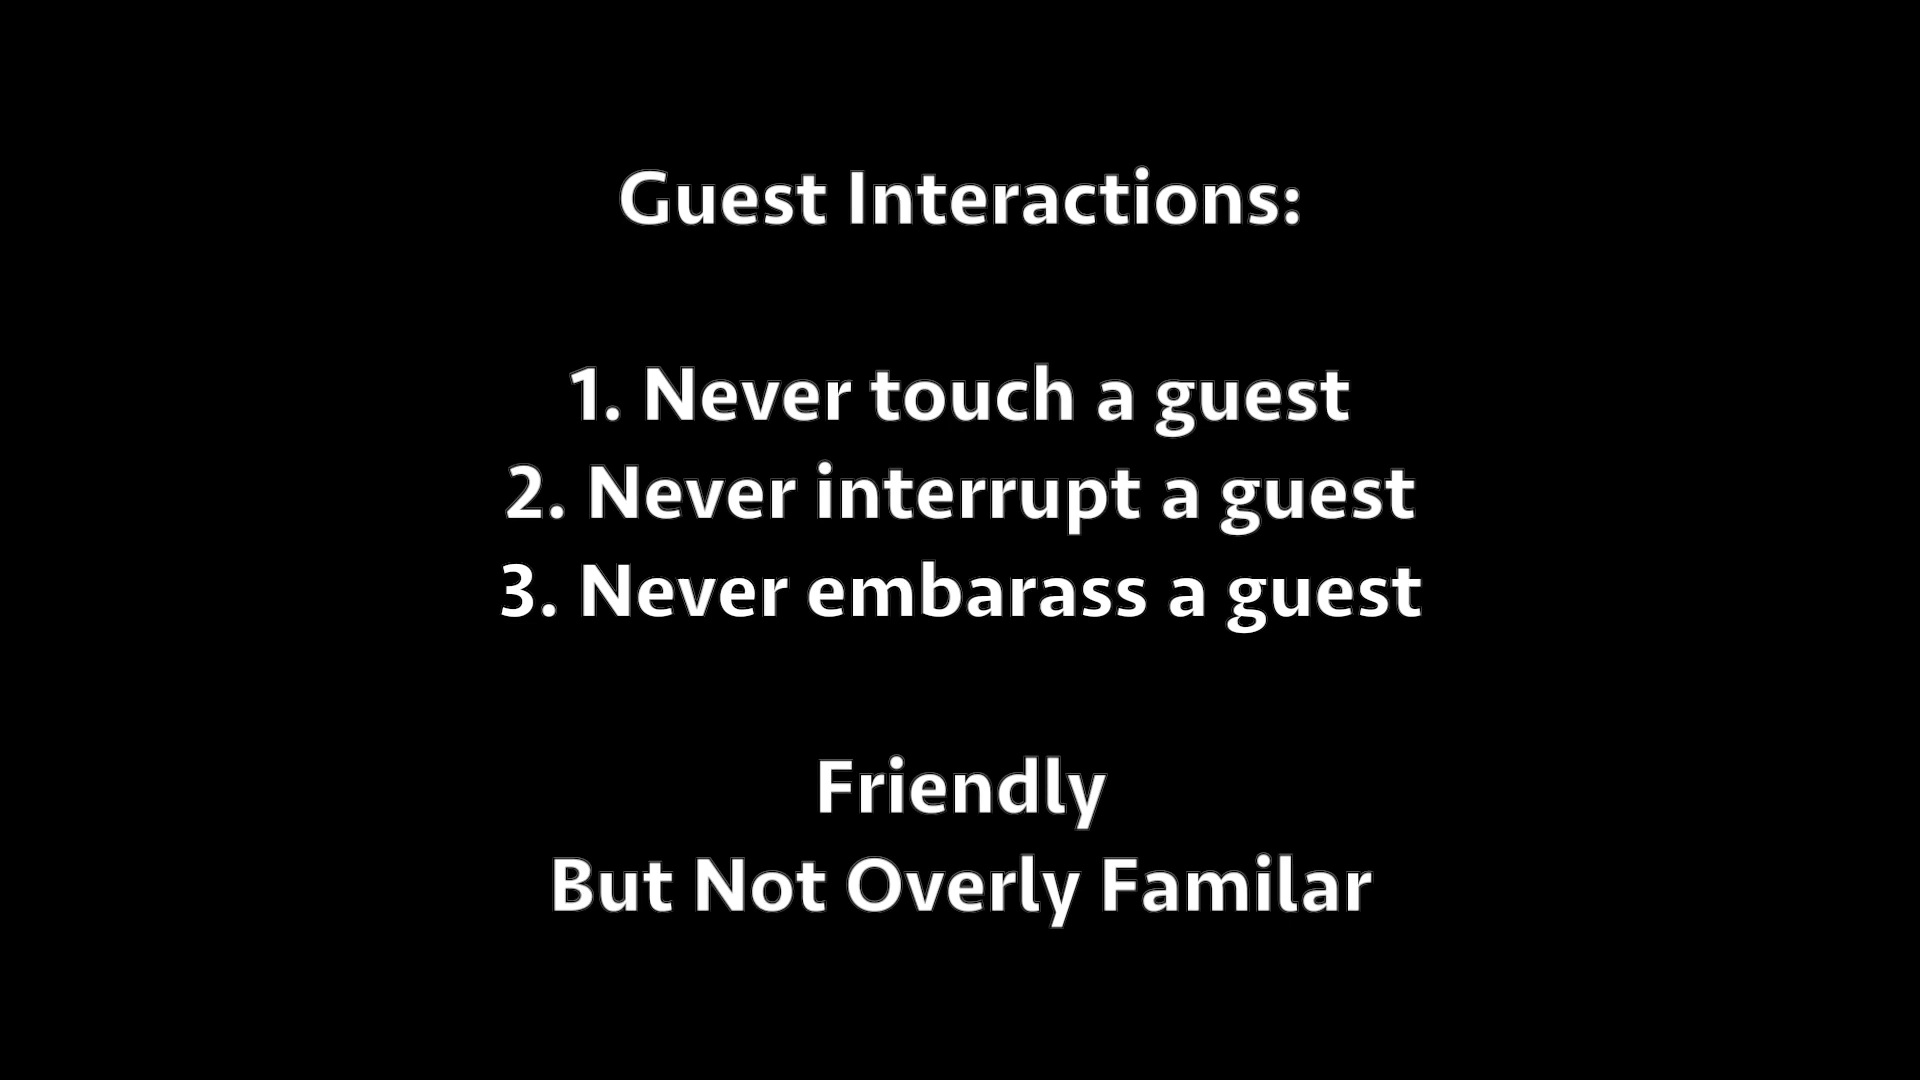 Guest Interactions:
1. Never touch a guest
2. Never interrupt a guest
3. Never embarass a guest
Friendly
But Not Overly Familar